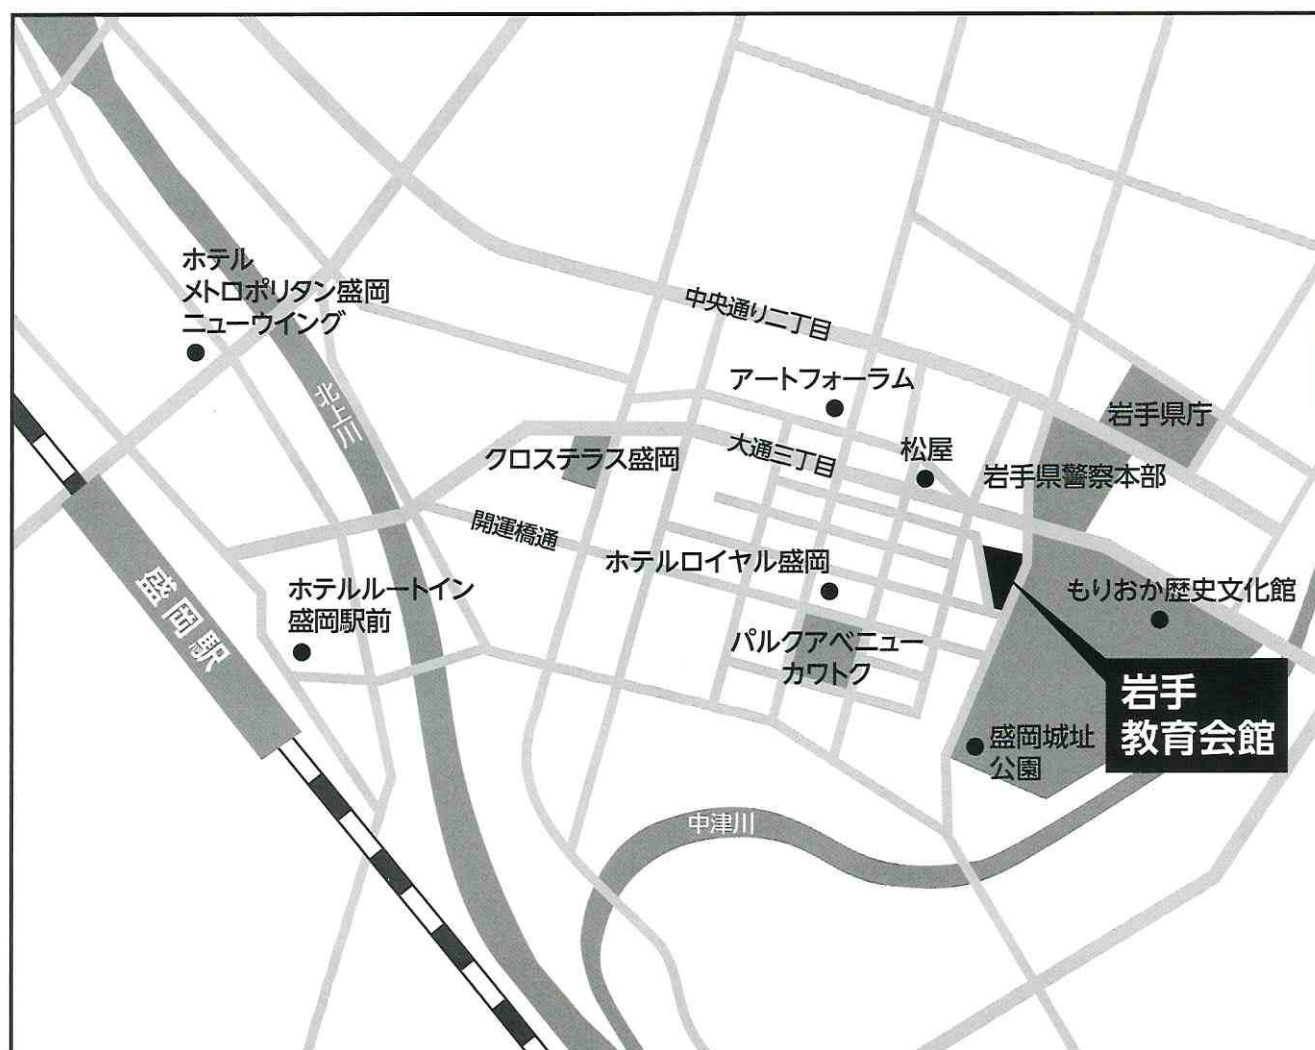 ホテル
メトロポリタン盛岡
ニューウイング
北上川
中央通り二丁目
アートフォーラム
岩手県庁
大通三丁目
松屋
クロステラス盛岡
岩手県警察本部
開運橋通
ホテルロイヤル盛岡
盛岡駅
ホテルルートイン
盛岡駅前
もりおか歴史文化館
パルクアベニュー
カワトク
岩手
教育会館
盛岡城址
公園
中津川